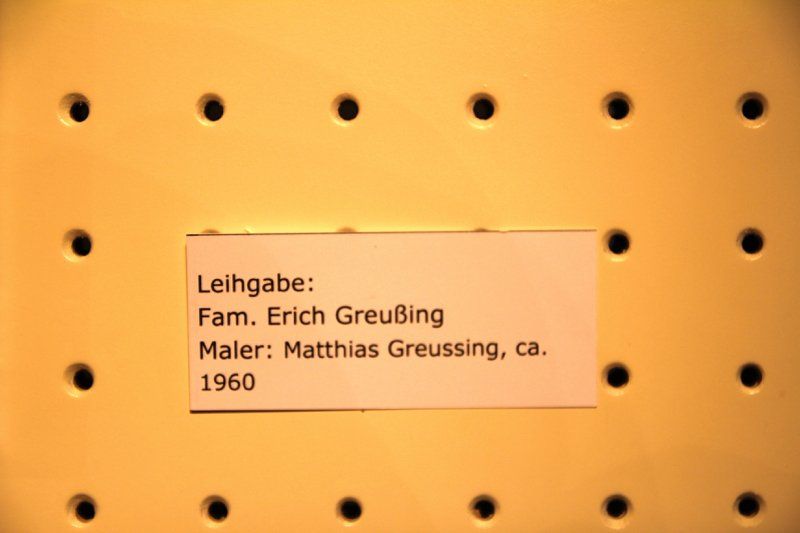 Leihgabe:
Fam. Erich Greußing
Maler: Matthias Greussing, ca.
1960